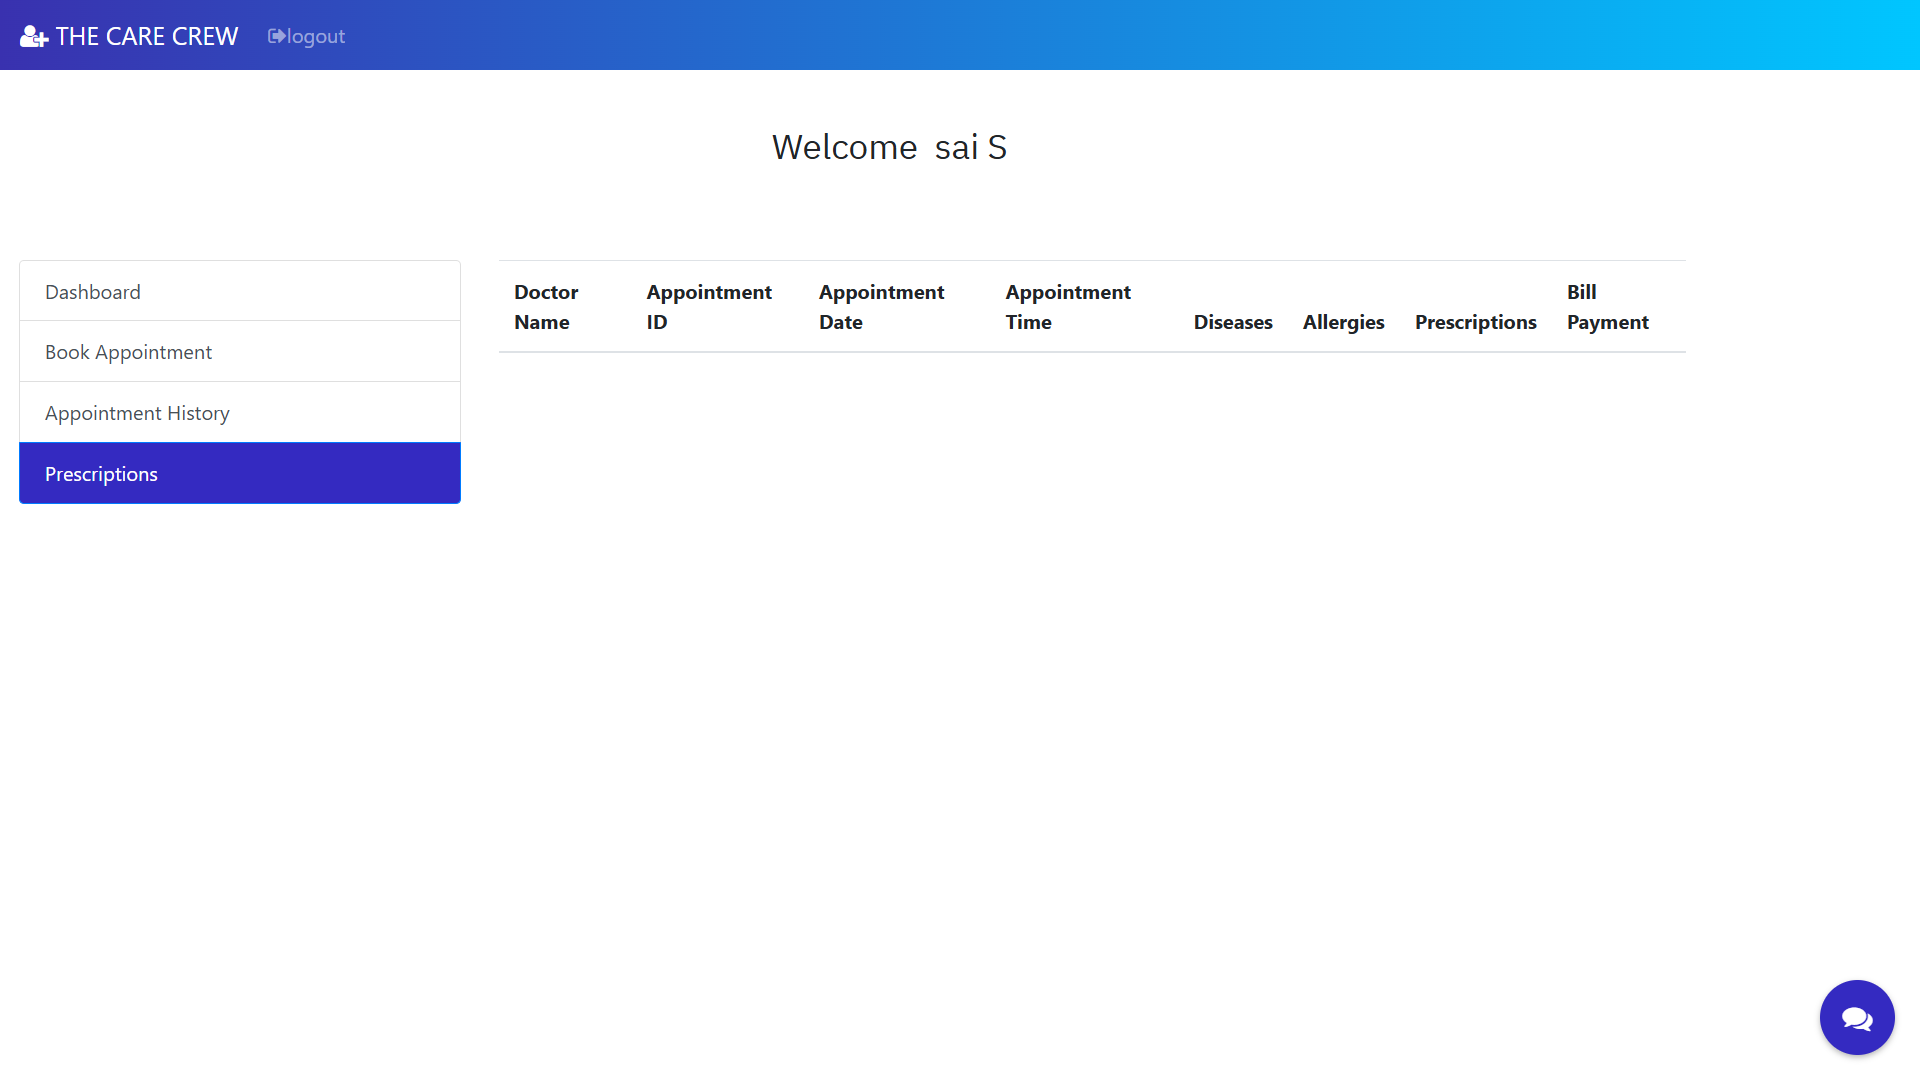 THE CARE CREW logout
Welcome sai S
Dashboard
Book Appointment
Appointment History
Prescriptions
Doctor Name Appointment ID Appointment Date Appointment Time Diseases Allergies Prescriptions Bill Payment